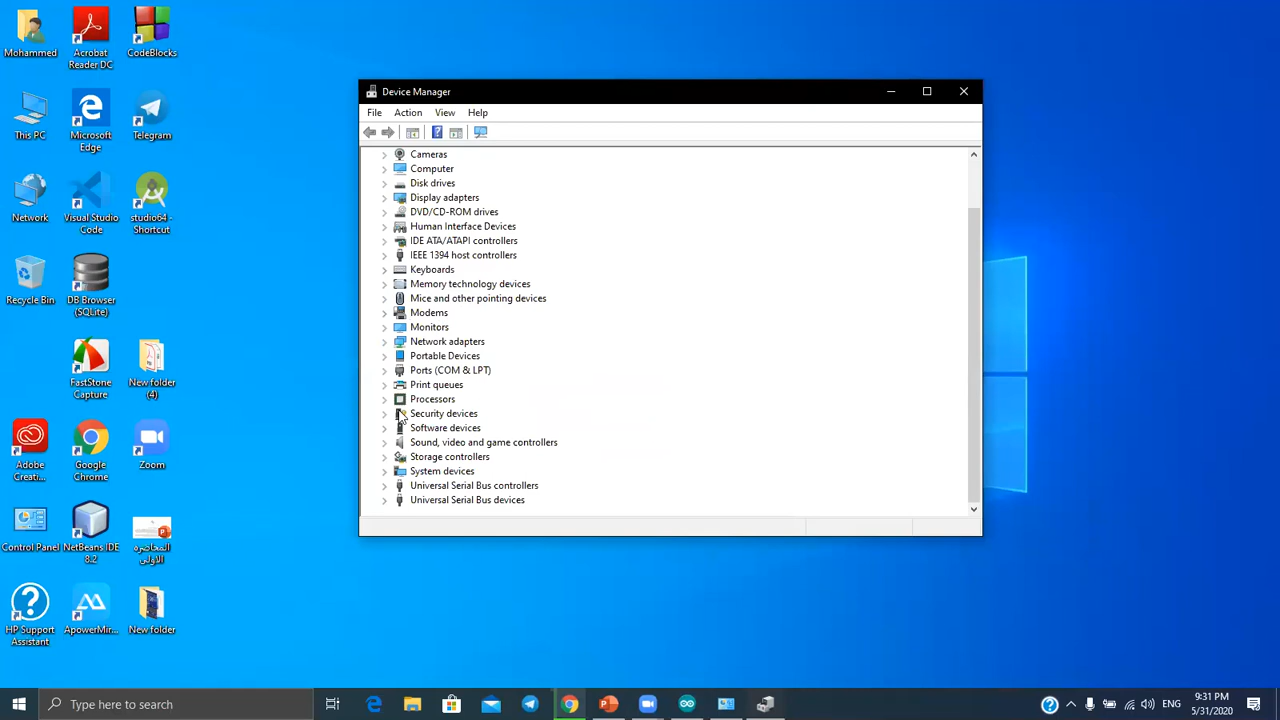 Mohammed
Acrobat
Reader DC
CodeBlocks
This PC
Microsoft
Edge
Telegram
Network
Visual Studio
Code
studio64 -
Shortcut
Recycle Bin
DB Browser
(SQLite)
FastStone
Capture
New folder
(4)
Adobe
Creati...
Google
Chrome
Zoom
Control Panel
NetBeans IDE
8.2
المحاضره
الاولى
HP Support
Assistant
ApowerMir...
New folder
Device Manager
File Action View Help
Cameras
Computer
Disk drives
Display adapters
DVD/CD-ROM drives
Human Interface Devices
IDE ATA/ATAPI controllers
IEEE 1394 host controllers
Keyboards
Memory technology devices
Mice and other pointing devices
Modems
Monitors
Network adapters
Portable Devices
Ports (COM & LPT)
Print queues
Processors
Security devices
Software devices
Sound, video and game controllers
Storage controllers
System devices
Universal Serial Bus controllers
Universal Serial Bus devices
Type here to search
ENG
9:31 PM
5/31/2020